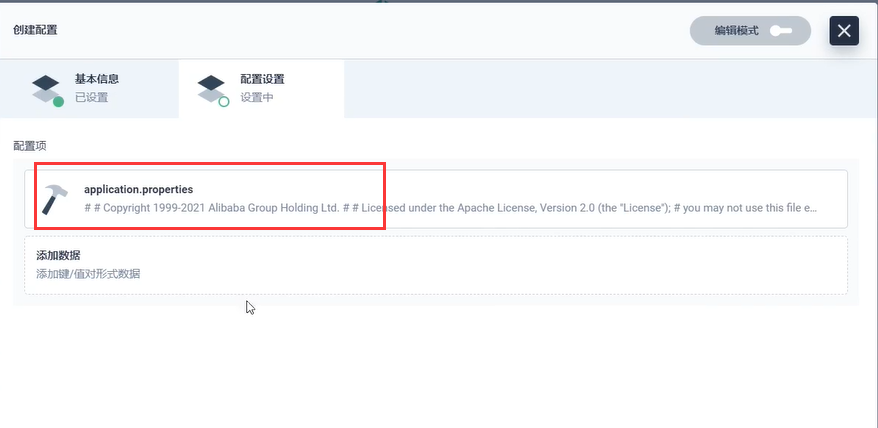 创建配置
编辑模式
基本信息
已设置
配置设置
设置中
配置项
application.properties
# # Copyright 1999-2021 Alibaba Group Holding Ltd. # # Licensed under the Apache License, Version 2.0 (the "License"); # you may not use this file e...
添加数据
添加键/值对形式数据